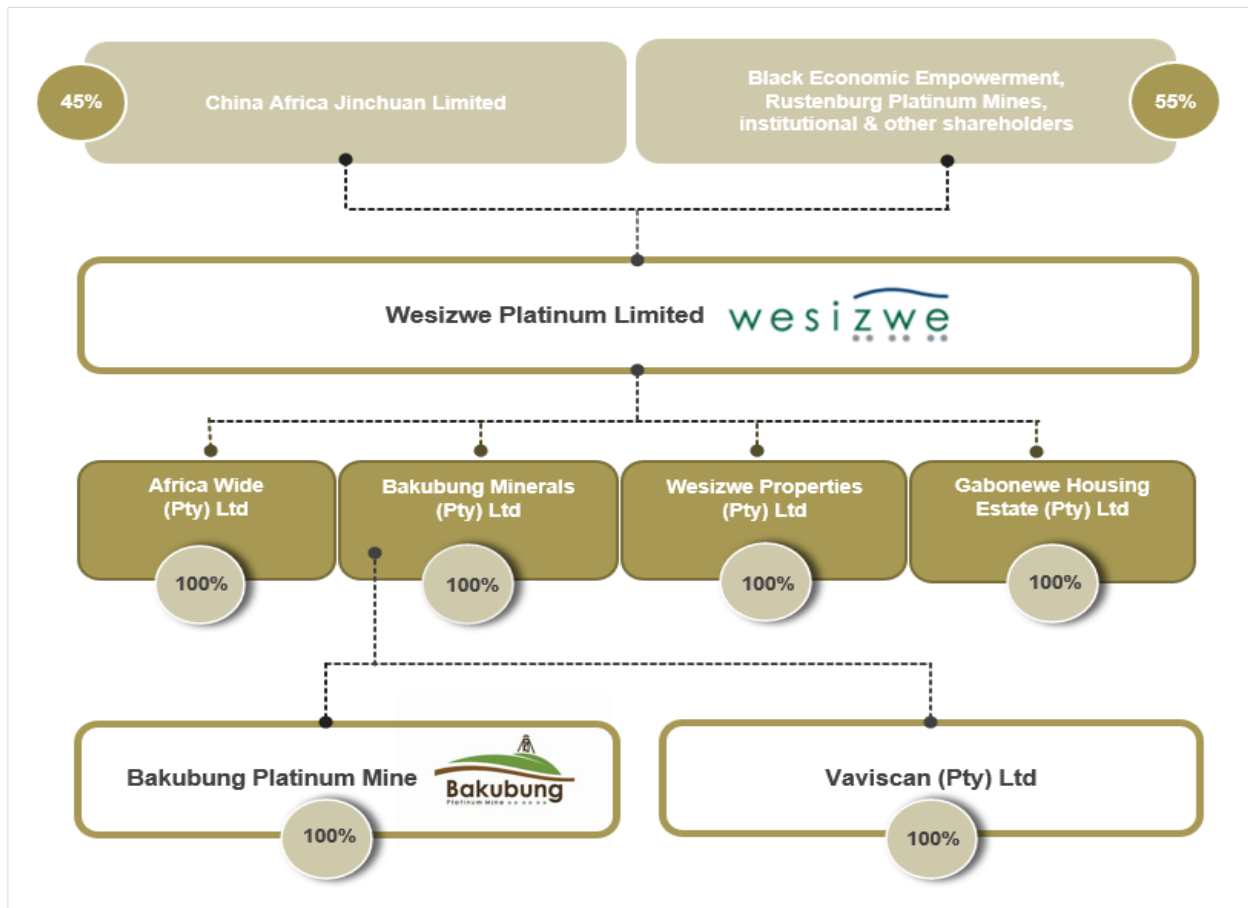 45%
China Africa Jinchuan Limited
Black Economic Empowerment,
Rustenburg Platinum Mines,
institutional & other shareholders
55%
Wesizwe Platinum Limited
wesizwe
Africa Wide
(Pty) Ltd
100%
Bakubung Minerals
(Pty) Ltd
100%
Wesizwe Properties
(Pty) Ltd
100%
Gabonewe Housing
Estate (Pty) Ltd
100%
Bakubung Platinum Mine
Bakubung
Platinum Mine
100%
Vaviscan (Pty) Ltd
100%